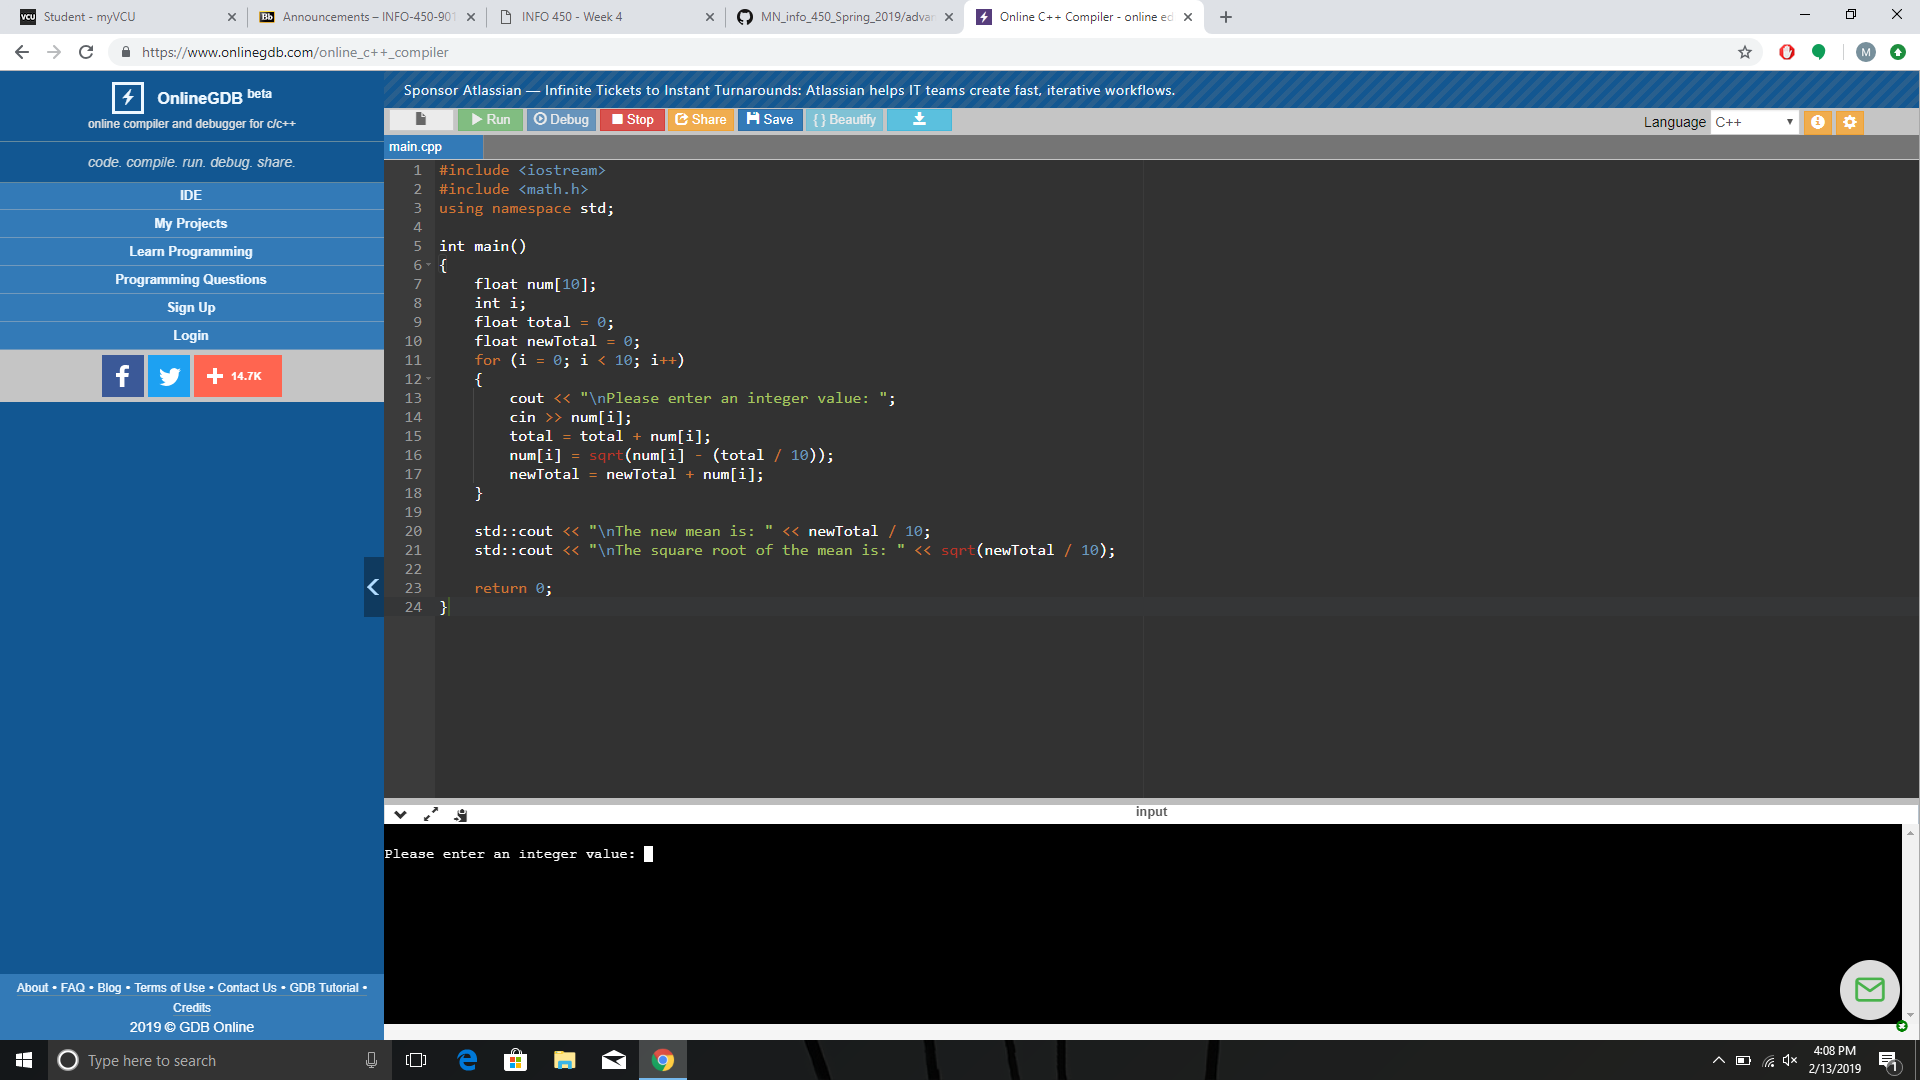 Student - myVCU
Announcements – INFO-450-901
INFO 450 - Week 4
MN_info_450_Spring_2019/advan
Online C++ Compiler - online ed
https://www.onlinegdb.com/online_c++_compiler
M
OnlineGDB beta
online compiler and debugger for c/c++
code. compile. run. debug. share.
IDE
My Projects
Learn Programming
Programming Questions
Sign Up
Login
14.7K
About • FAQ • Blog • Terms of Use • Contact Us • GDB Tutorial •
Credits
2019 © GDB Online
Sponsor Atlassian — Infinite Tickets to Instant Turnarounds: Atlassian helps IT teams create fast, iterative workflows.
Run Debug Stop Share Save { } Beautify
Language C++
main.cpp
1 #include <iostream>
2 #include <math.h>
3 using namespace std;
4
5 int main()
6 {
7 float num[10];
8 int i;
9 float total = 0;
10 float newTotal = 0;
11 for (i = 0; i < 10; i++)
12 {
13 cout << "\nPlease enter an integer value: ";
14 cin >> num[i];
15 total = total + num[i];
16 num[i] = sqrt(num[i] - (total / 10));
17 newTotal = newTotal + num[i];
18 }
19
20 std::cout << "\nThe new mean is: " << newTotal / 10;
21 std::cout << "\nThe square root of the mean is: " << sqrt(newTotal / 10);
22
23 return 0;
24 }
input
Please enter an integer value:
Type here to search
4:08 PM
2/13/2019
1